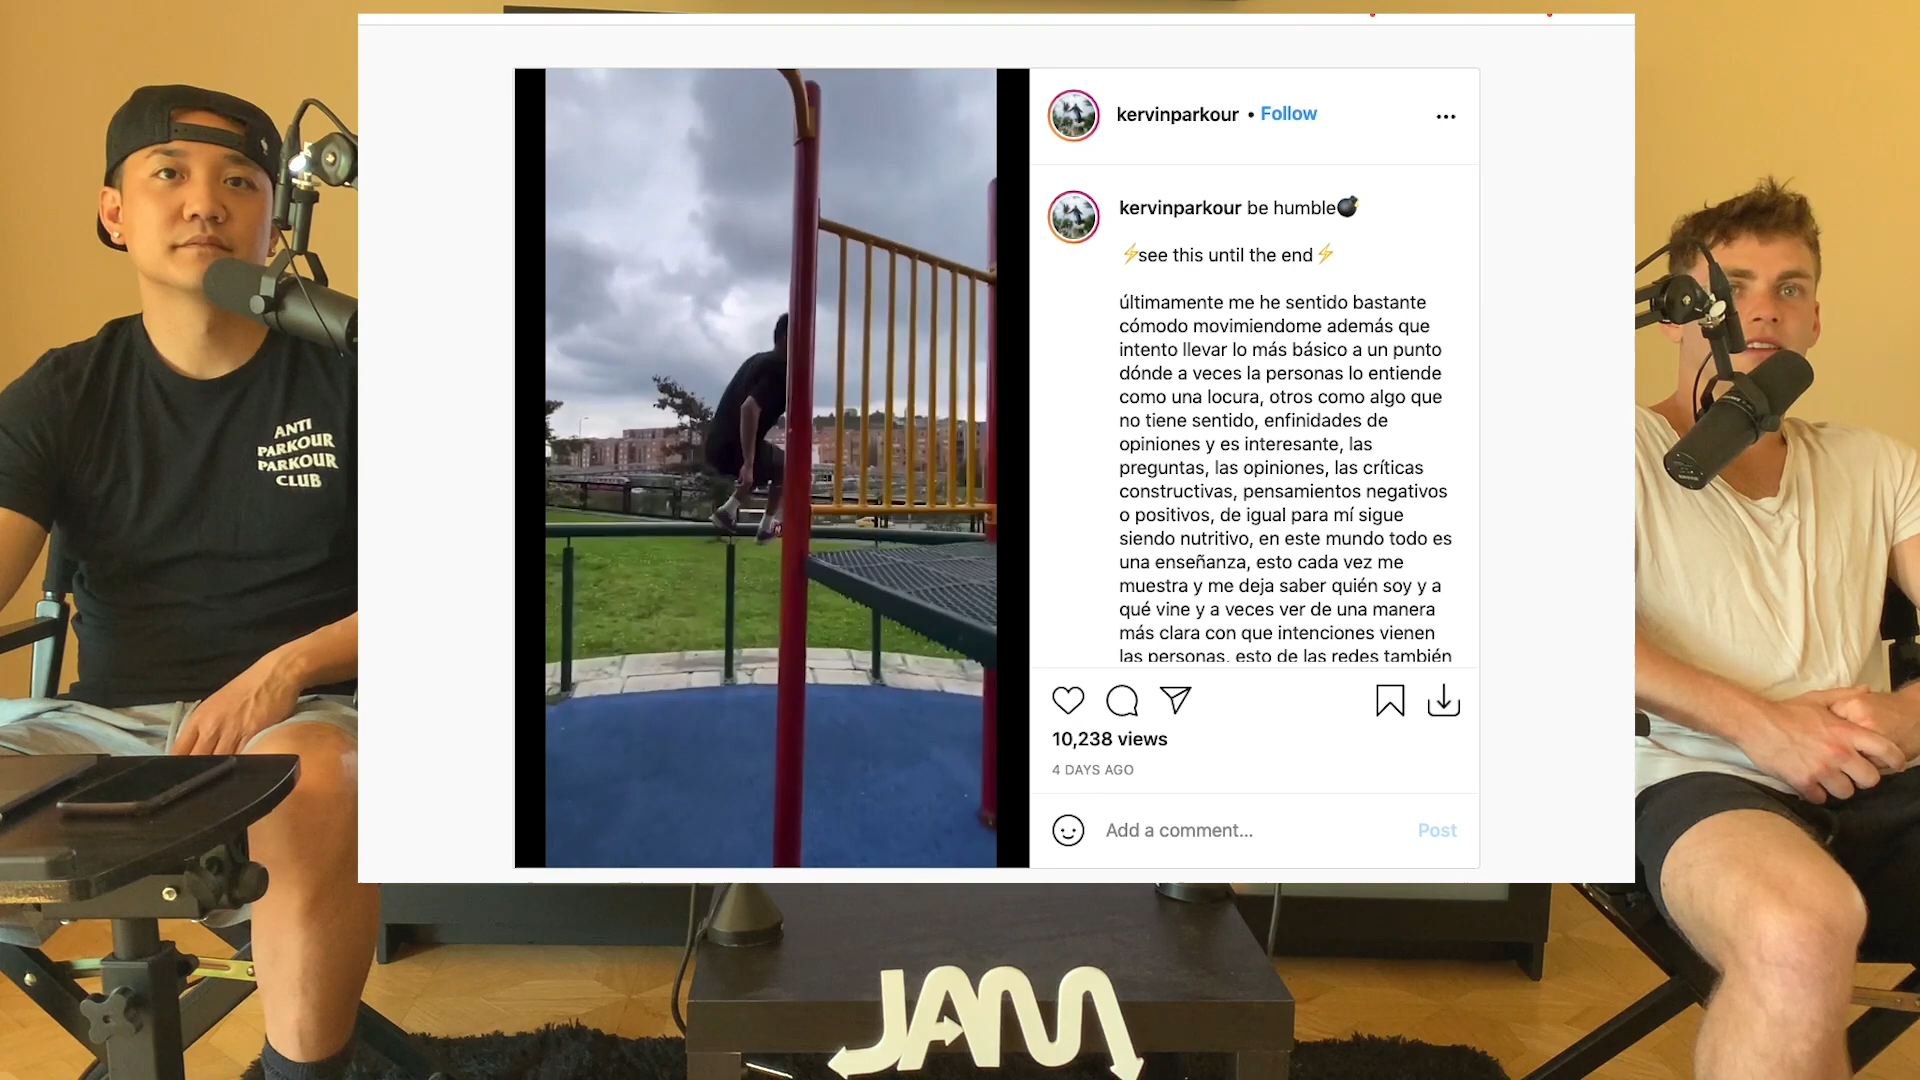 kervinparkour • Follow
kervinparkour be humble💣
⚡see this until the end⚡
últimamente me he sentido bastante
cómodo movimiendome además que
intento llevar lo más básico a un punto
dónde a veces la personas lo entiende
como una locura, otros como algo que
no tiene sentido, enfinidades de
opiniones y es interesante, las
preguntas, las opiniones, las críticas
constructivas, pensamientos negativos
o positivos, de igual para mí sigue
siendo nutritivo, en este mundo todo es
una enseñanza, esto cada vez me
muestra y me deja saber quién soy y a
qué vine y a veces ver de una manera
más clara con que intenciones vienen
las personas, esto de las redes también
10,238 views
4 DAYS AGO
Add a comment...
Post
ANTI
PARKOUR
PARKOUR
CLUB
JAM